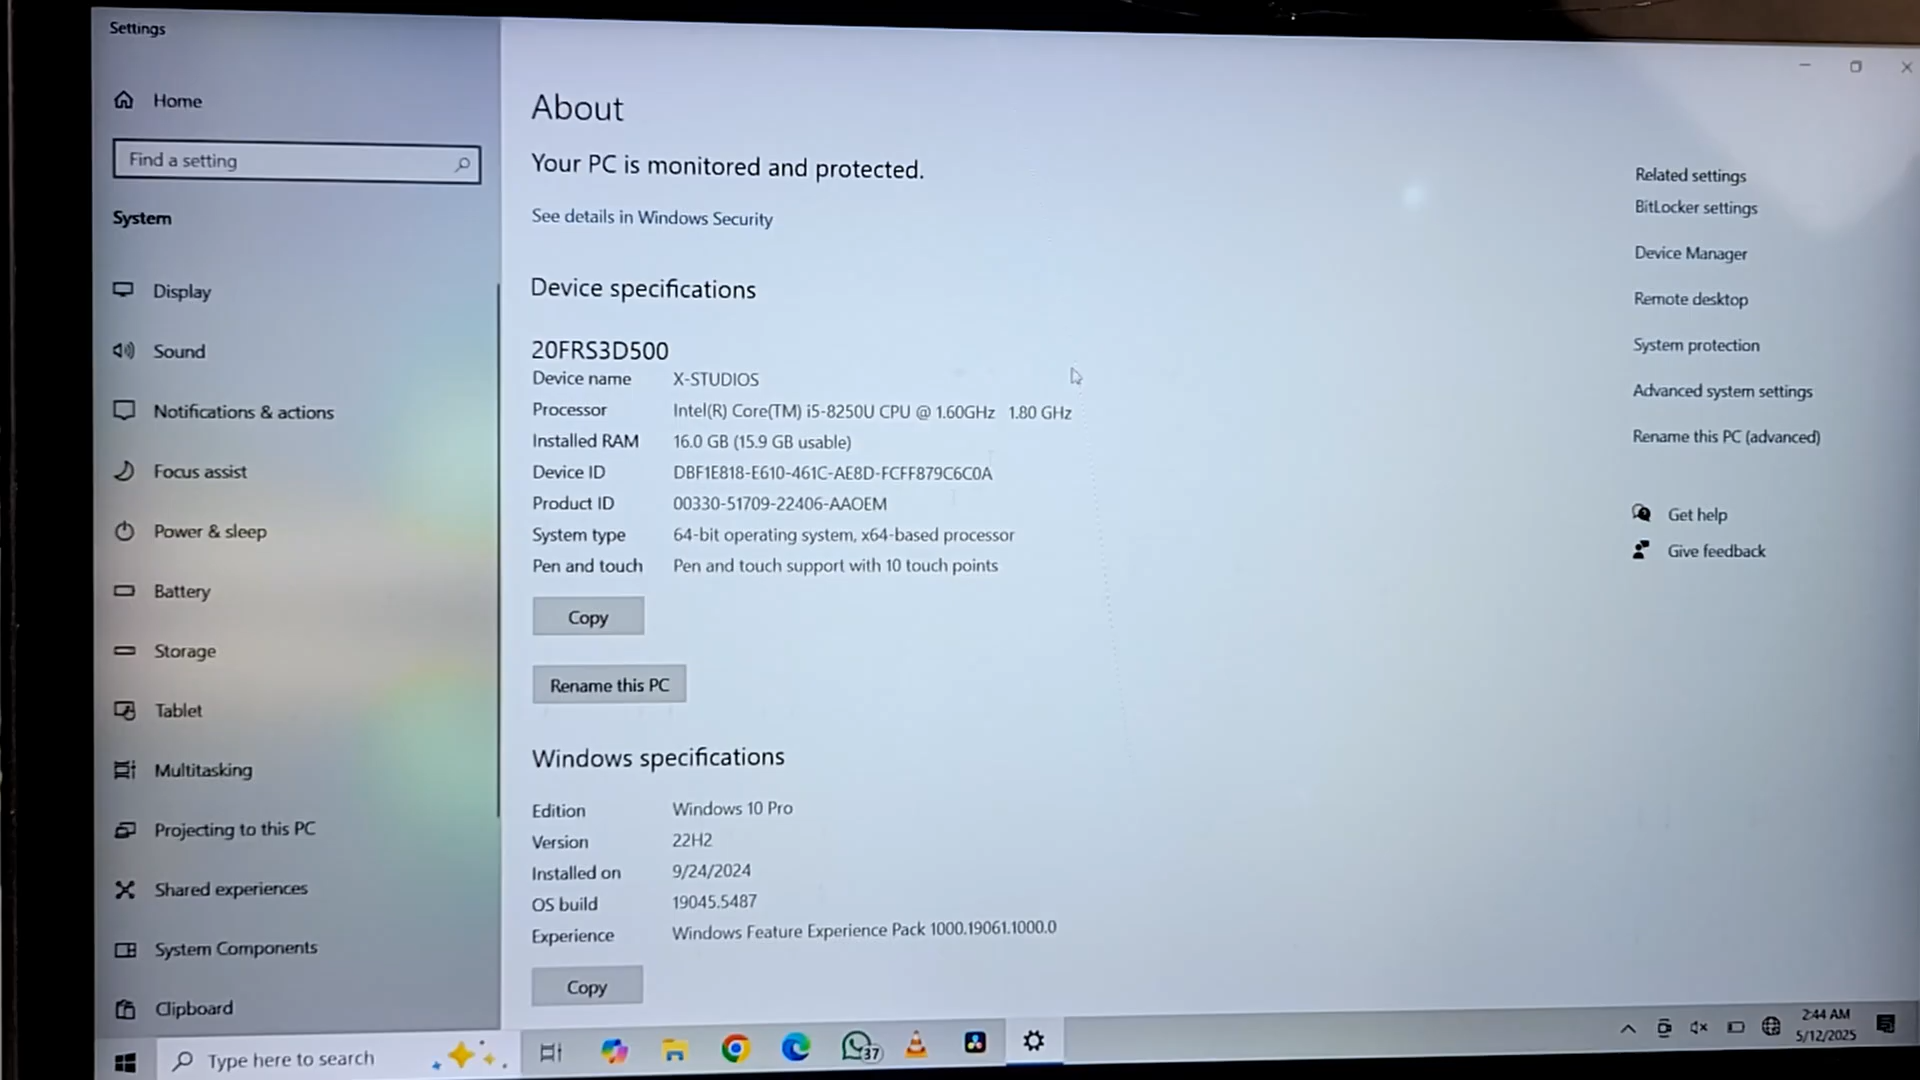 Settings
Home
Find a setting
System
Display
Sound
Notifications & actions
Focus assist
Power & sleep
Battery
Storage
Tablet
Multitasking
Projecting to this PC
Shared experiences
System Components
Clipboard
About
Your PC is monitored and protected.
See details in Windows Security
Device specifications
20FRS3D500
Device name X-STUDIOS
Processor Intel(R) Core(TM) i5-8250U CPU @ 1.60GHz 1.80 GHz
Installed RAM 16.0 GB (15.9 GB usable)
Device ID DBF1E818-E610-461C-AE8D-FCFF879C6C0A
Product ID 00330-51709-22406-AAOEM
System type 64-bit operating system, x64-based processor
Pen and touch Pen and touch support with 10 touch points
Copy
Rename this PC
Windows specifications
Edition Windows 10 Pro
Version 22H2
Installed on 9/24/2024
OS build 19045.5487
Experience Windows Feature Experience Pack 1000.19061.1000.0
Copy
Related settings
BitLocker settings
Device Manager
Remote desktop
System protection
Advanced system settings
Rename this PC (advanced)
Get help
Give feedback
Type here to search
37
2:44 AM
5/12/2025